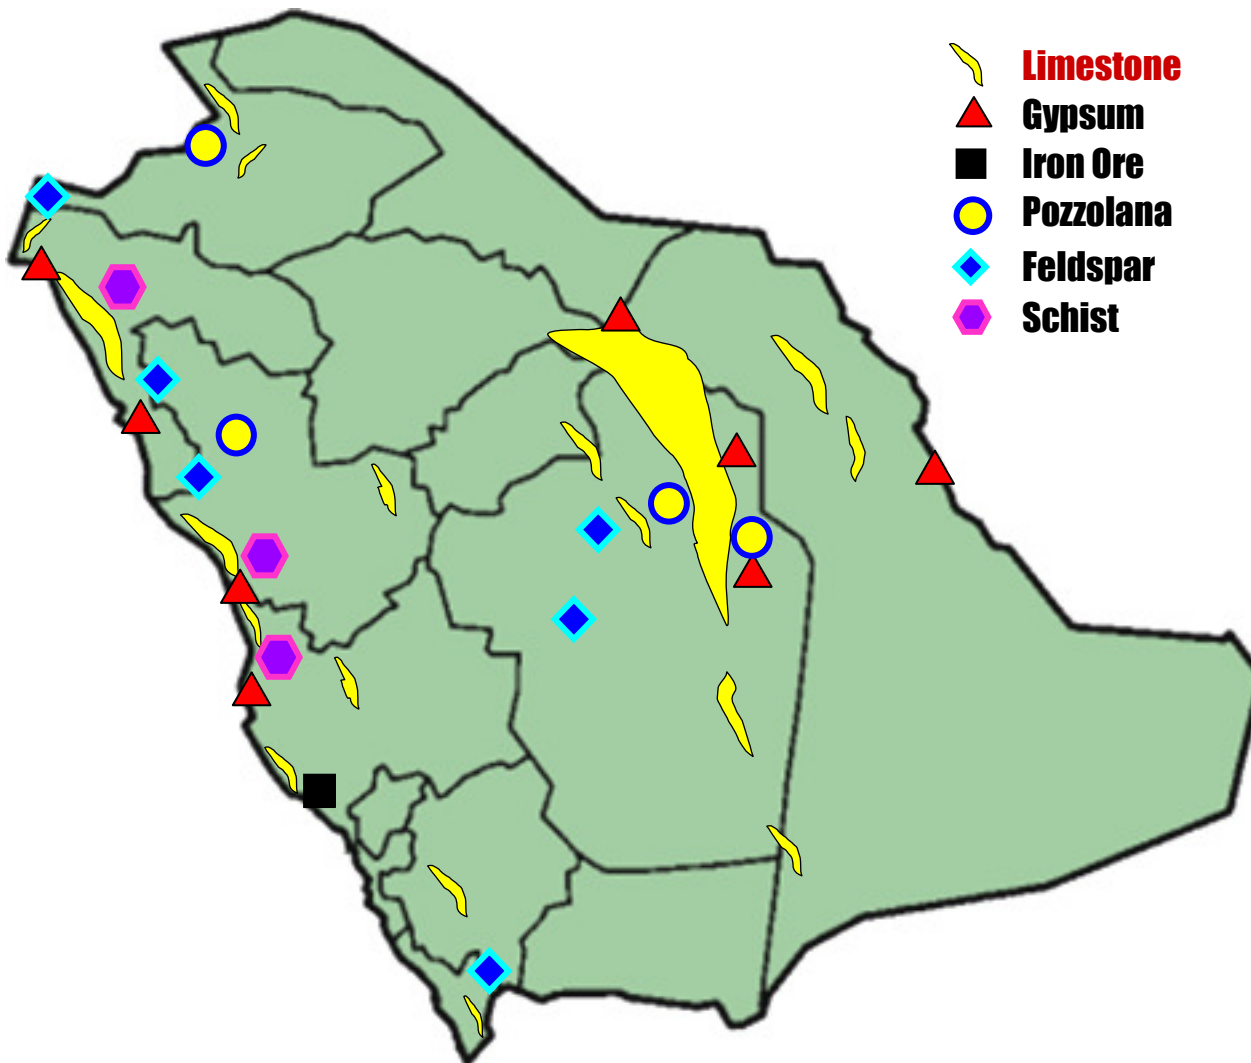 Limestone
Gypsum
Iron Ore
Pozzolana
Feldspar
Schist